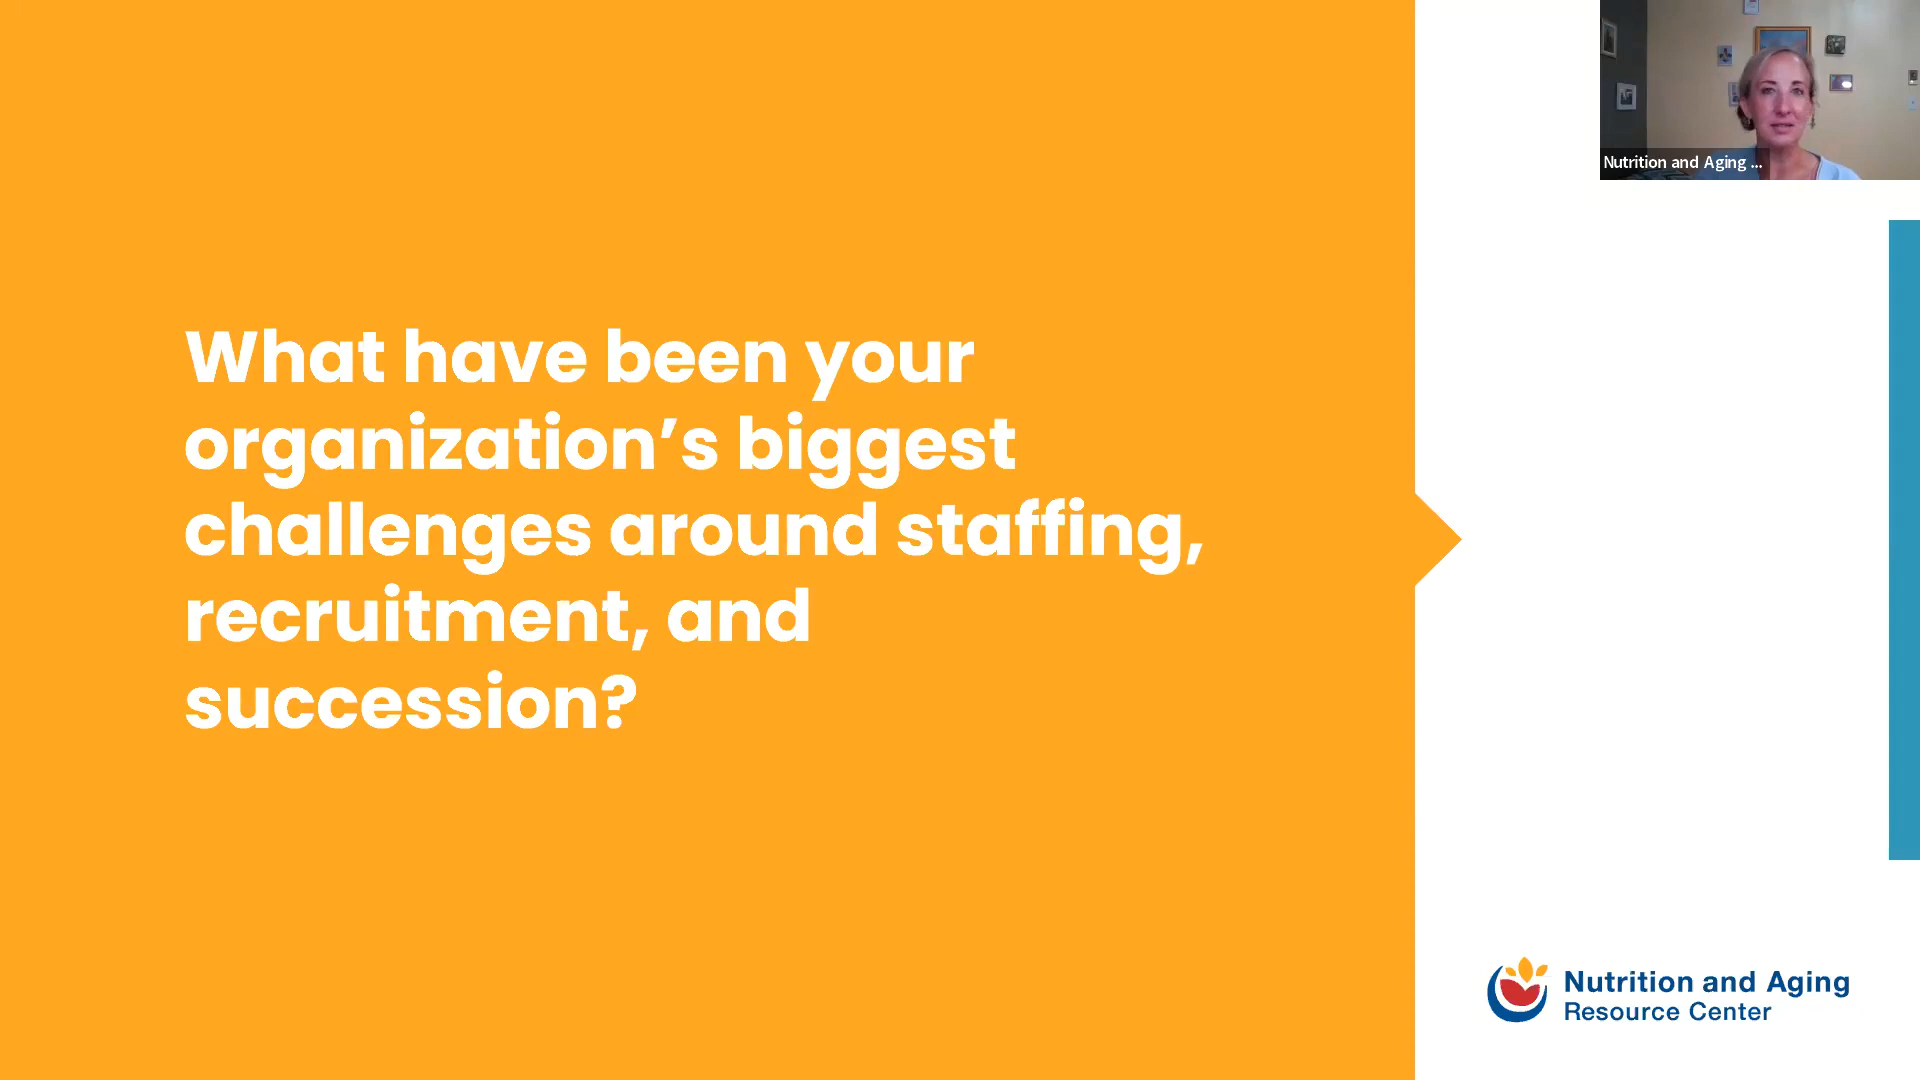 What have been your
organization’s biggest
challenges around staffing,
recruitment, and
succession?
Nutrition and Aging ...
Nutrition and Aging
Resource Center